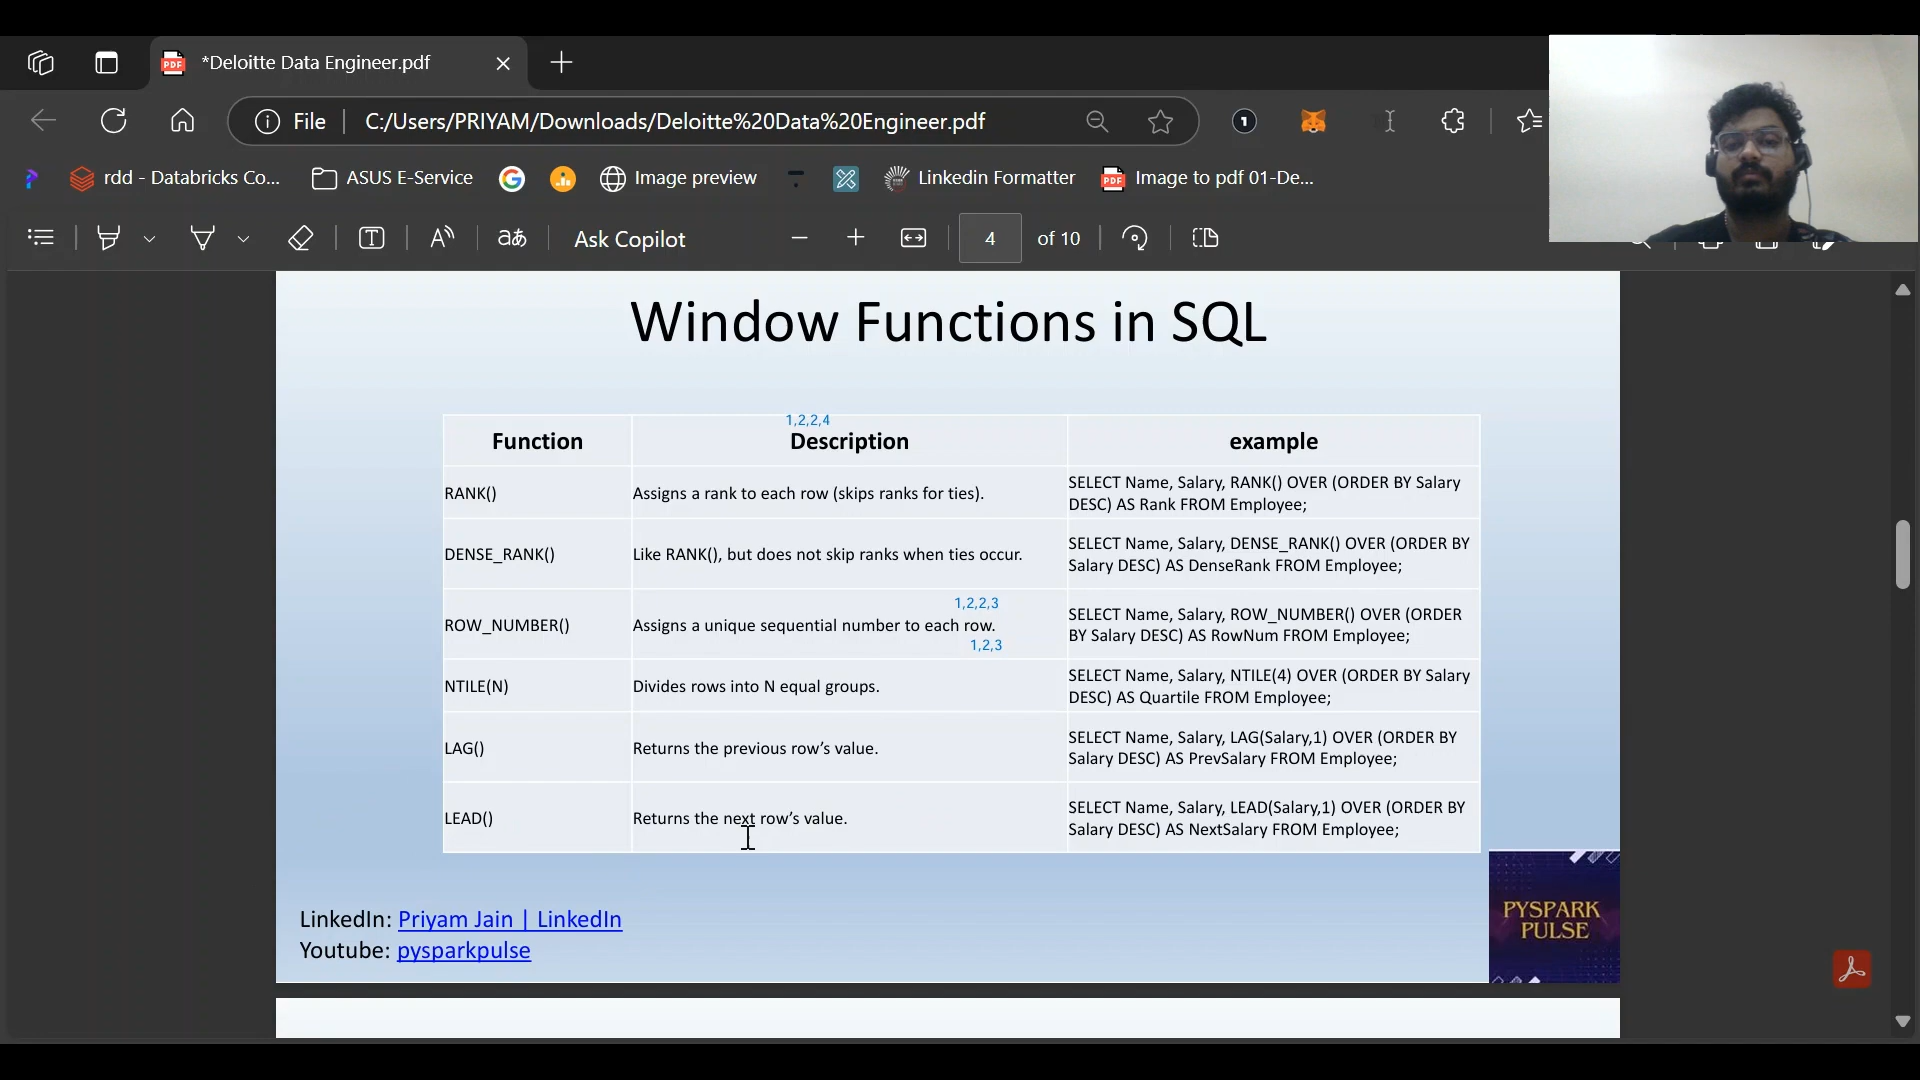 *Deloitte Data Engineer.pdf
File
C:/Users/PRIYAM/Downloads/Deloitte%20Data%20Engineer.pdf
rdd - Databricks Co...
ASUS E-Service
Image preview
Linkedin Formatter
Image to pdf 01-De...
Ask Copilot
4
of 10
Window Functions in SQL
1,2,2,4
Function
Description
example
RANK()
Assigns a rank to each row (skips ranks for ties).
SELECT Name, Salary, RANK() OVER (ORDER BY Salary
DESC) AS Rank FROM Employee;
DENSE_RANK()
Like RANK(), but does not skip ranks when ties occur.
SELECT Name, Salary, DENSE_RANK() OVER (ORDER BY
Salary DESC) AS DenseRank FROM Employee;
1,2,2,3
ROW_NUMBER()
Assigns a unique sequential number to each row.
1,2,3
SELECT Name, Salary, ROW_NUMBER() OVER (ORDER
BY Salary DESC) AS RowNum FROM Employee;
NTILE(N)
Divides rows into N equal groups.
SELECT Name, Salary, NTILE(4) OVER (ORDER BY Salary
DESC) AS Quartile FROM Employee;
LAG()
Returns the previous row’s value.
SELECT Name, Salary, LAG(Salary,1) OVER (ORDER BY
Salary DESC) AS PrevSalary FROM Employee;
LEAD()
Returns the next row’s value.
SELECT Name, Salary, LEAD(Salary,1) OVER (ORDER BY
Salary DESC) AS NextSalary FROM Employee;
LinkedIn: Priyam Jain | LinkedIn
Youtube: pysparkpulse
PYSPARK
PULSE